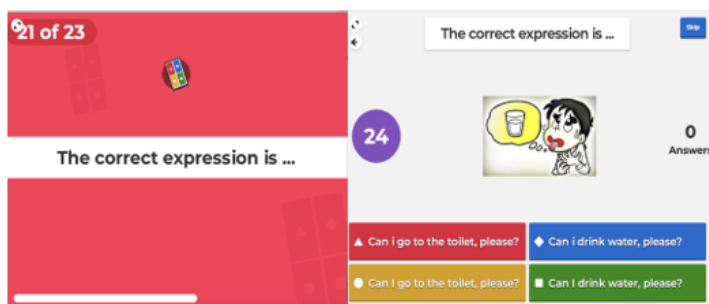 21 of 23
The correct expression is ...
The correct expression is ...
Skip
24
0
Answers
Can i go to the toilet, please?
Can i drink water, please?
Can I go to the toilet, please?
Can I drink water, please?